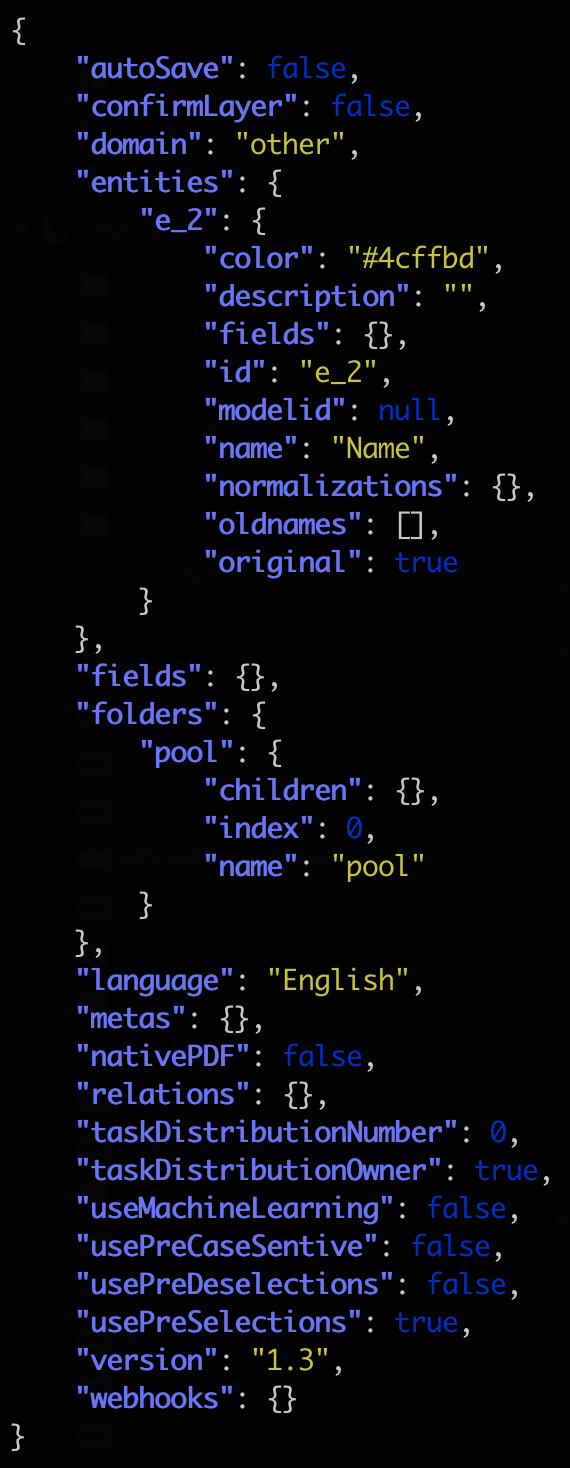 {
    "autoSave": false,
    "confirmLayer": false,
    "domain": "other",
    "entities": {
        "e_2": {
            "color": "#4cffbd",
            "description": "",
            "fields": {},
            "id": "e_2",
            "modelid": null,
            "name": "Name",
            "normalizations": {},
            "oldnames": [],
            "original": true
        }
    },
    "fields": {},
    "folders": {
        "pool": {
            "children": {},
            "index": 0,
            "name": "pool"
        }
    },
    "language": "English",
    "metas": {},
    "nativePDF": false,
    "relations": {},
    "taskDistributionNumber": 0,
    "taskDistributionOwner": true,
    "useMachineLearning": false,
    "usePreCaseSentive": false,
    "usePreDeselections": false,
    "usePreSelections": true,
    "version": "1.3",
    "webhooks": {}
}